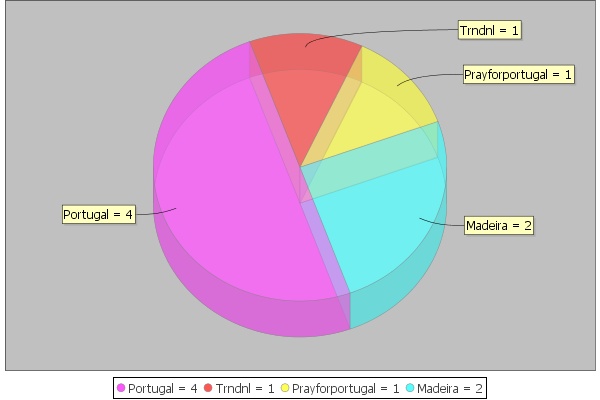 Trndnl = 1
Prayforportugal = 1
Portugal = 4
Madeira = 2
Portugal = 4 Trndnl = 1 Prayforportugal = 1 Madeira = 2